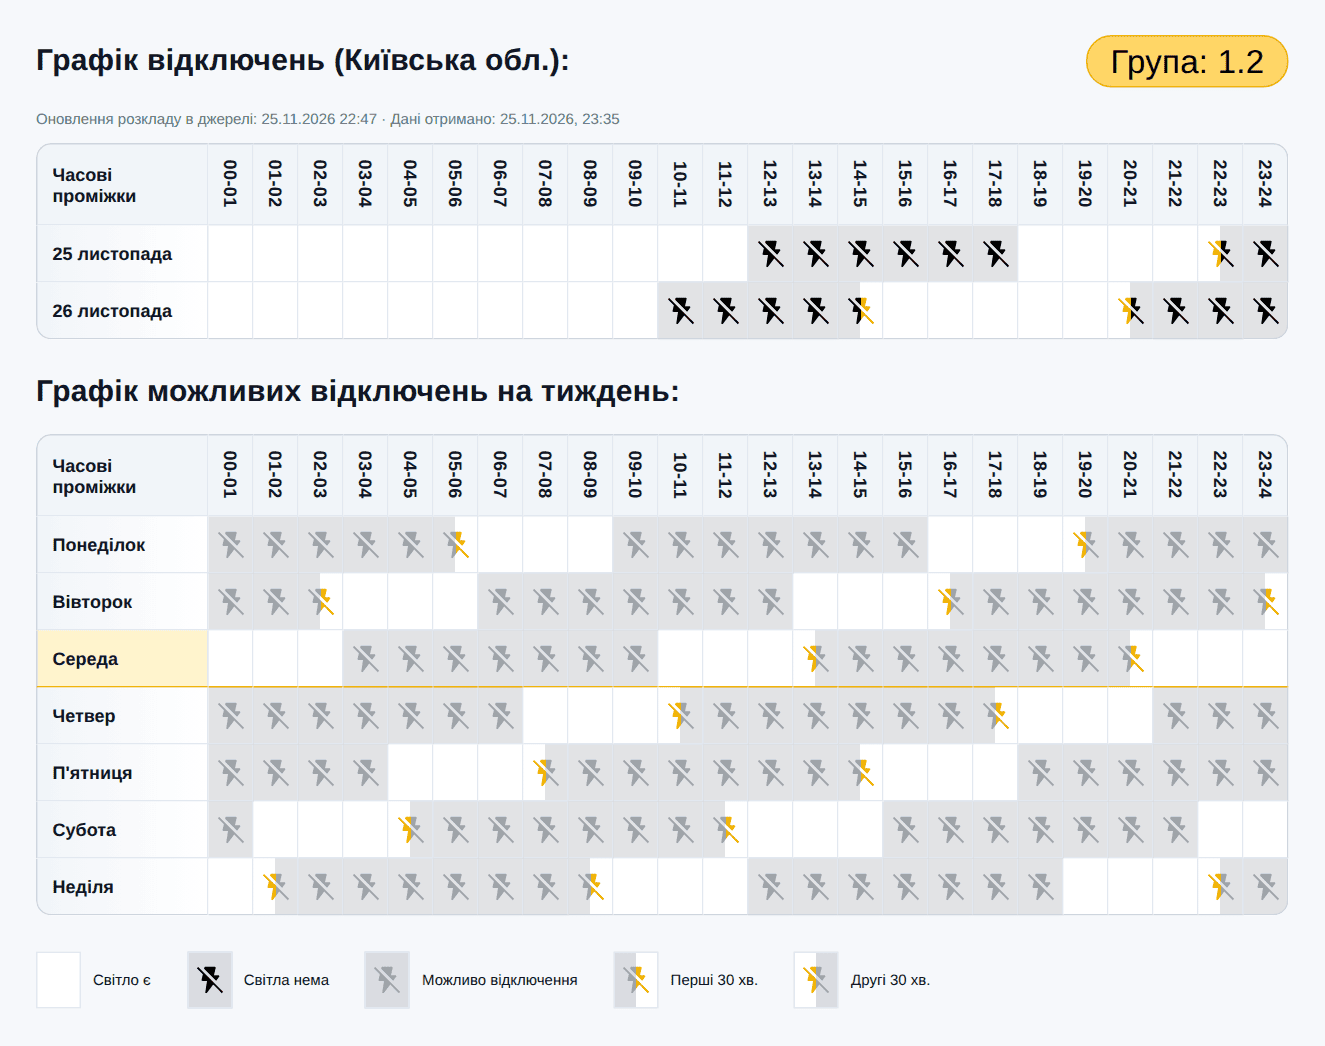 Графік відключень (Київська обл.):
Група: 1.2
Оновлення розкладу в джерелі: 25.11.2026 22:47 · Дані отримано: 25.11.2026, 23:35
Часові
проміжки
00-01 01-02 02-03 03-04 04-05 05-06 06-07 07-08 08-09 09-10 10-11 11-12 12-13 13-14 14-15 15-16 16-17 17-18 18-19 19-20 20-21 21-22 22-23 23-24
25 листопада
26 листопада
Графік можливих відключень на тиждень:
Часові
проміжки
00-01 01-02 02-03 03-04 04-05 05-06 06-07 07-08 08-09 09-10 10-11 11-12 12-13 13-14 14-15 15-16 16-17 17-18 18-19 19-20 20-21 21-22 22-23 23-24
Понеділок
Вівторок
Середа
Четвер
П'ятниця
Субота
Неділя
Світло є
Світла нема
Можливо відключення
Перші 30 хв.
Другі 30 хв.